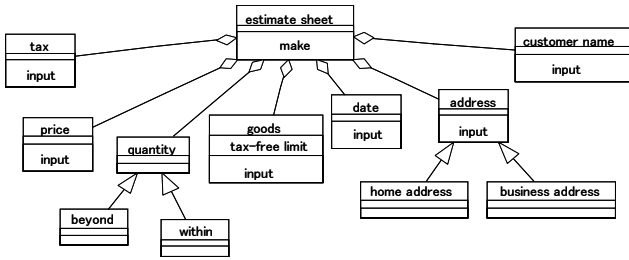 estimate sheet
make
tax
input
customer name
input
price
input
quantity
goods
tax-free limit
input
date
input
address
input
beyond
within
home address
business address